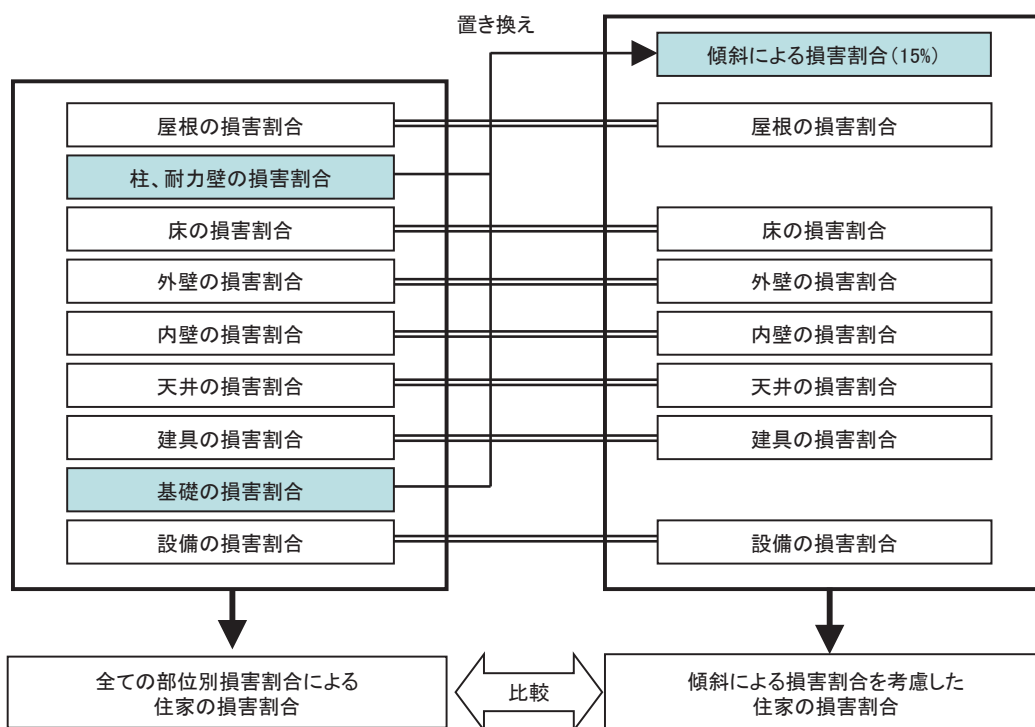 置き換え
傾斜による損害割合(15%)
屋根の損害割合
屋根の損害割合
柱、耐力壁の損害割合
床の損害割合
床の損害割合
外壁の損害割合
外壁の損害割合
内壁の損害割合
内壁の損害割合
天井の損害割合
天井の損害割合
建具の損害割合
建具の損害割合
基礎の損害割合
設備の損害割合
設備の損害割合
全ての部位別損害割合による
住家の損害割合
比較
傾斜による損害割合を考慮した
住家の損害割合